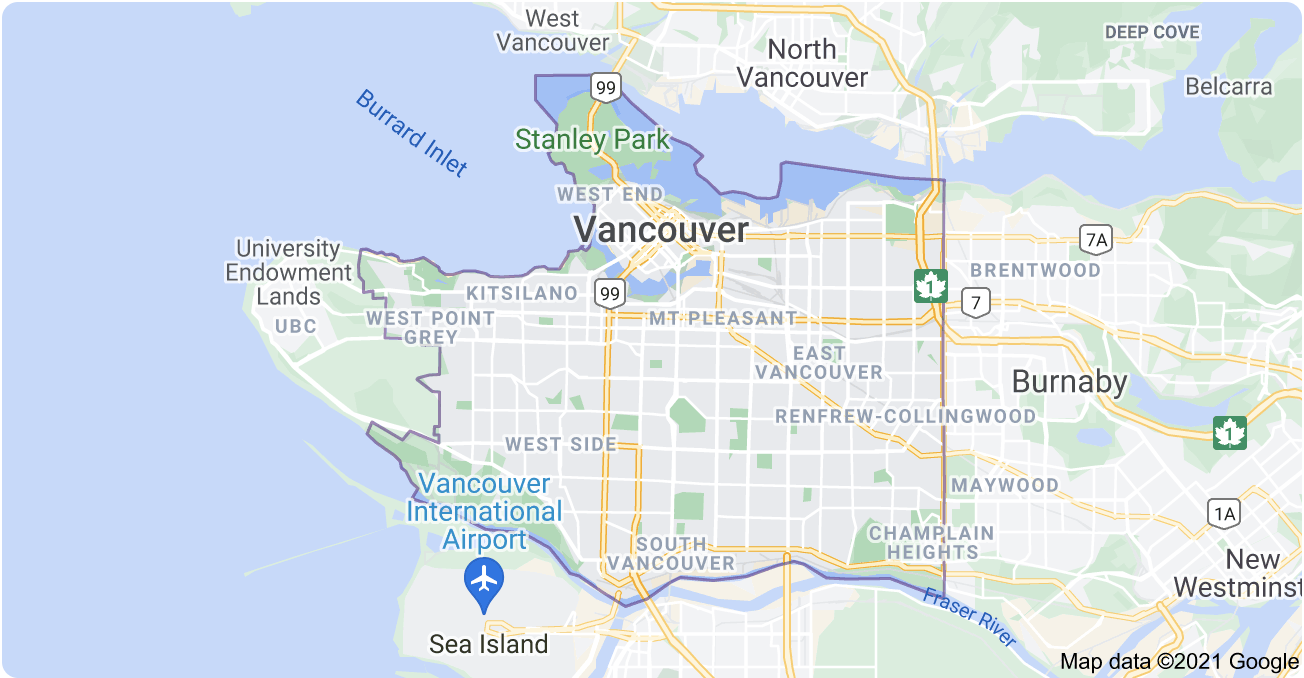 West
Vancouver
North
Vancouver
DEEP COVE
Belcarra
99
Burrard Inlet
Stanley Park
WEST END
Vancouver
7A
University
Endowment
Lands
UBC
BRENTWOOD
1
7
KITSILANO
99
WEST POINT
GREY
MT PLEASANT
EAST
VANCOUVER
Burnaby
RENFREW-COLLINGWOOD
1
WEST SIDE
MAYWOOD
Vancouver
International
Airport
1A
SOUTH
VANCOUVER
CHAMPLAIN
HEIGHTS
New
Westminst
Fraser River
Sea Island
Map data ©2021 Google